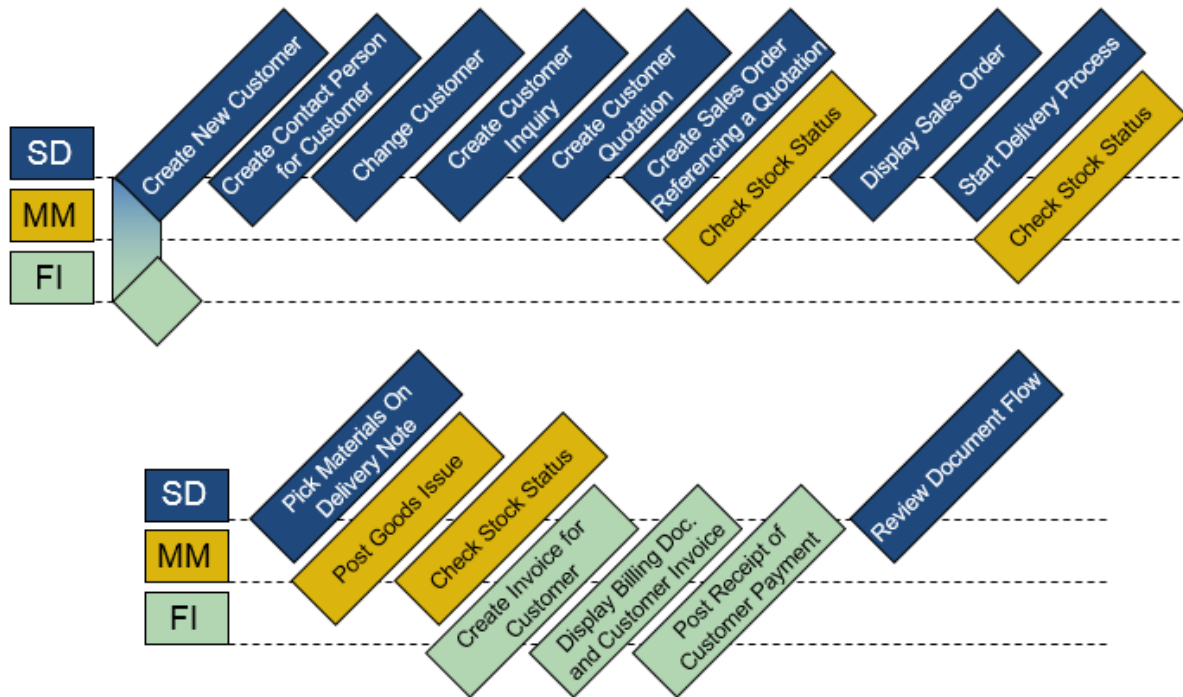 SD
MM
FI
Create New Customer
Create Contact Person
for Customer
Change Customer
Create Customer
Inquiry
Create Customer
Quotation
Create Sales Order
Referencing a Quotation
Check Stock Status
Display Sales Order
Start Delivery Process
Check Stock Status
SD
MM
FI
Pick Materials On
Delivery Note
Post Goods Issue
Check Stock Status
Create Invoice for
Customer
Display Billing Doc.
and Customer Invoice
Post Receipt of
Customer Payment
Review Document Flow